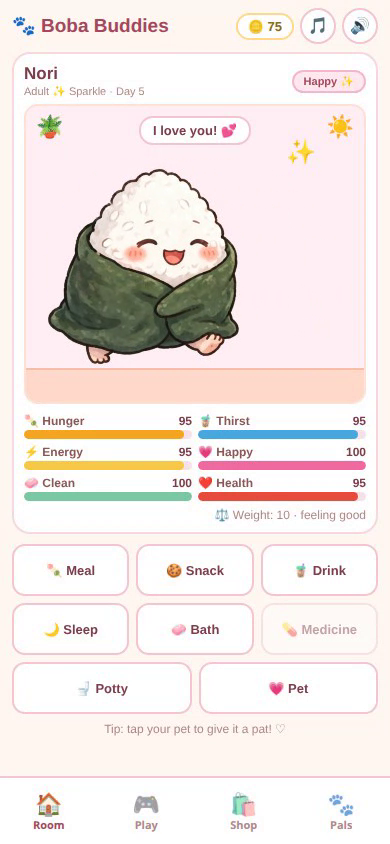 🐾 Boba Buddies
🪙 75
🎵
🔊
Nori
Adult ✨ Sparkle · Day 5
Happy ✨
I love you! 💕
🍡 Hunger 95
🧋 Thirst 95
⚡ Energy 95
💗 Happy 100
🧼 Clean 100
❤️ Health 95
⚖️ Weight: 10 · feeling good
🍡 Meal
🍪 Snack
🧋 Drink
🌙 Sleep
🧼 Bath
💊 Medicine
🚽 Potty
💗 Pet
Tip: tap your pet to give it a pat! ♡
Room
Play
Shop
Pals